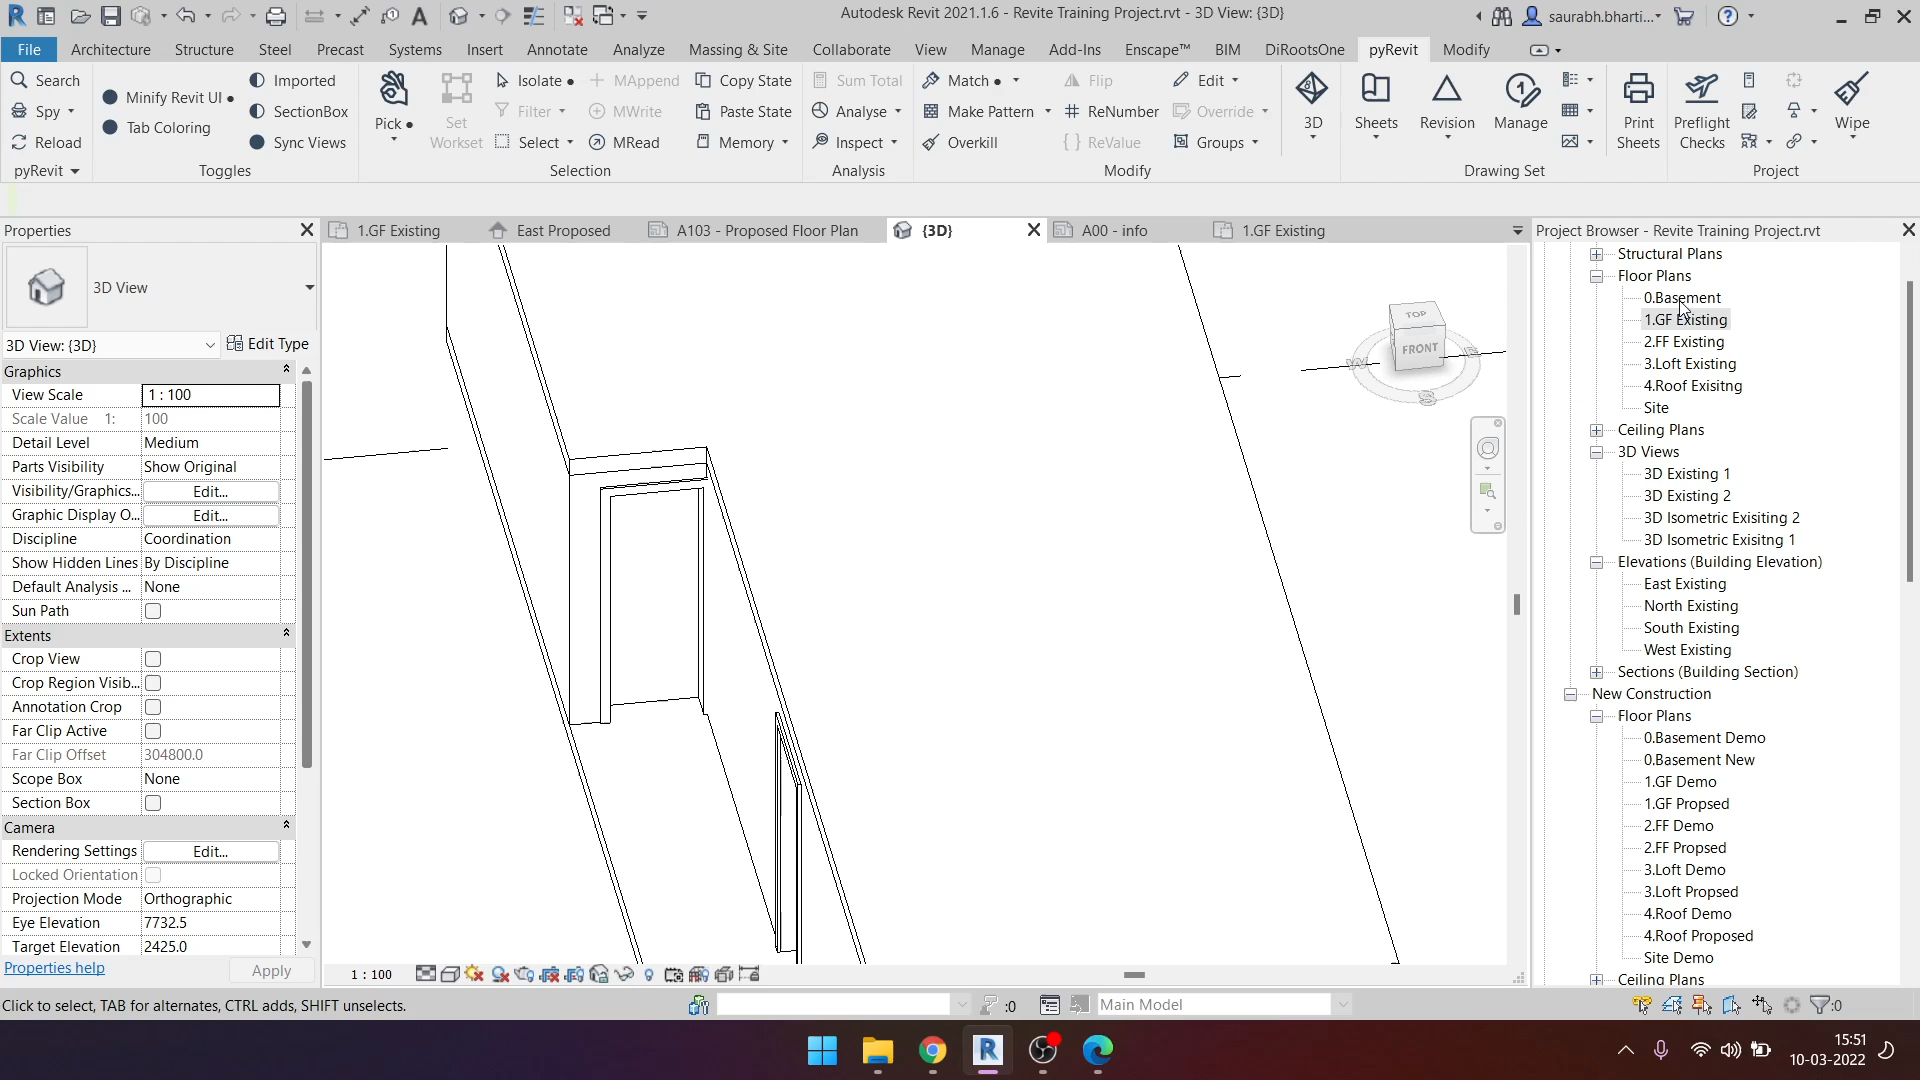 Autodesk Revit 2021.1.6 - Revite Training Project.rvt - 3D View: {3D}
saurabh.bharti...
File Architecture Structure Steel Precast Systems Insert Annotate Analyze Massing & Site Collaborate View Manage Add-Ins Enscape™ BIM DiRootsOne pyRevit Modify
Search
Spy
Reload
pyRevit
Minify Revit UI
Tab Coloring
Imported
SectionBox
Sync Views
Toggles
Pick
Set
Workset
Isolate
Filter
Select
MAppend
MWrite
MRead
Copy State
Paste State
Memory
Selection
Sum Total
Analyse
Inspect
Analysis
Match
Make Pattern
Overkill
Flip
ReNumber
ReValue
Edit
Override
Groups
Modify
3D
Sheets
Revision
Manage
Print
Sheets
Drawing Set
Preflight
Checks
Wipe
Project
Properties
1.GF Existing
East Proposed
A103 - Proposed Floor Plan
{3D}
A00 - info
1.GF Existing
Project Browser - Revite Training Project.rvt
3D View
3D View: {3D}
Edit Type
Graphics
View Scale 1 : 100
Scale Value 1: 100
Detail Level Medium
Parts Visibility Show Original
Visibility/Graphics... Edit...
Graphic Display O... Edit...
Discipline Coordination
Show Hidden Lines By Discipline
Default Analysis ... None
Sun Path
Extents
Crop View
Crop Region Visib...
Annotation Crop
Far Clip Active
Far Clip Offset 304800.0
Scope Box None
Section Box
Camera
Rendering Settings Edit...
Locked Orientation
Projection Mode Orthographic
Eye Elevation 7732.5
Target Elevation 2425.0
Properties help
Apply
TOP
FRONT
W
E
S
Structural Plans
Floor Plans
0.Basement
1.GF Existing
2.FF Existing
3.Loft Existing
4.Roof Exisitng
Site
Ceiling Plans
3D Views
3D Existing 1
3D Existing 2
3D Isometric Exisiting 2
3D Isometric Exisitng 1
Elevations (Building Elevation)
East Existing
North Existing
South Existing
West Existing
Sections (Building Section)
New Construction
Floor Plans
0.Basement Demo
0.Basement New
1.GF Demo
1.GF Propsed
2.FF Demo
2.FF Propsed
3.Loft Demo
3.Loft Propsed
4.Roof Demo
4.Roof Proposed
Site Demo
Ceiling Plans
1 : 100
Click to select, TAB for alternates, CTRL adds, SHIFT unselects.
:0
Main Model
:0
15:51
10-03-2022